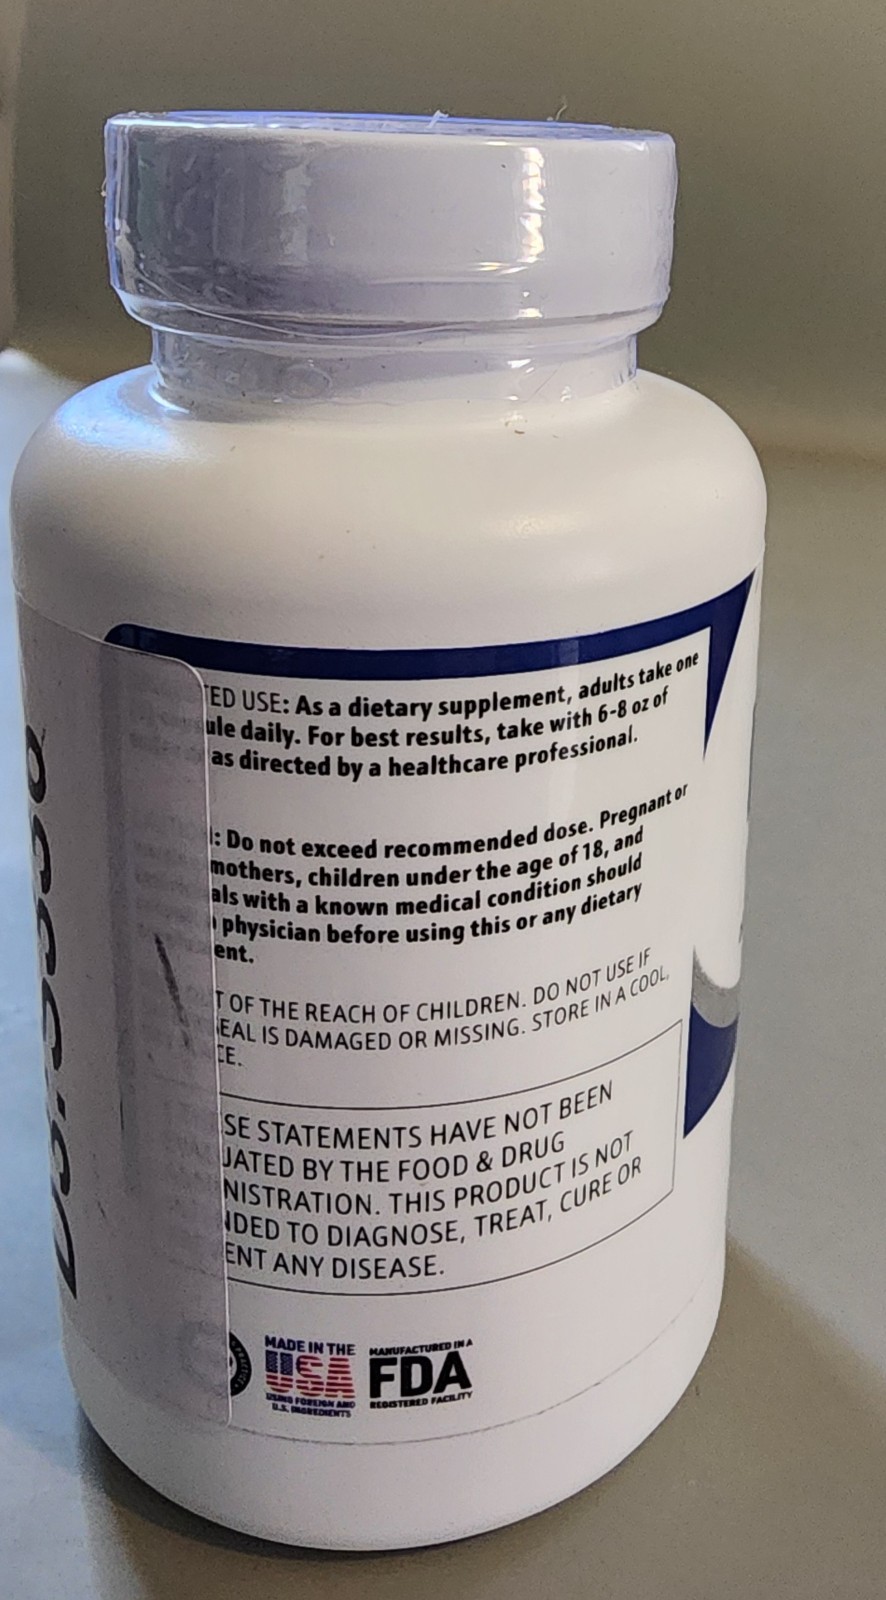 TED USE: As a dietary supplement, adults take one
ule daily. For best results, take with 6-8 oz of
as directed by a healthcare professional.
: Do not exceed recommended dose. Pregnant or
mothers, children under the age of 18, and
als with a known medical condition should
physician before using this or any dietary
ent.
T OF THE REACH OF CHILDREN. DO NOT USE IF
EAL IS DAMAGED OR MISSING. STORE IN A COOL,
CE.
SE STATEMENTS HAVE NOT BEEN
UATED BY THE FOOD & DRUG
NISTRATION. THIS PRODUCT IS NOT
NDED TO DIAGNOSE, TREAT, CURE OR
ENT ANY DISEASE.
MADE IN THE
USA
USING FOREIGN AND
U.S. INGREDIENTS
MANUFACTURED IN A
FDA
REGISTERED FACILITY